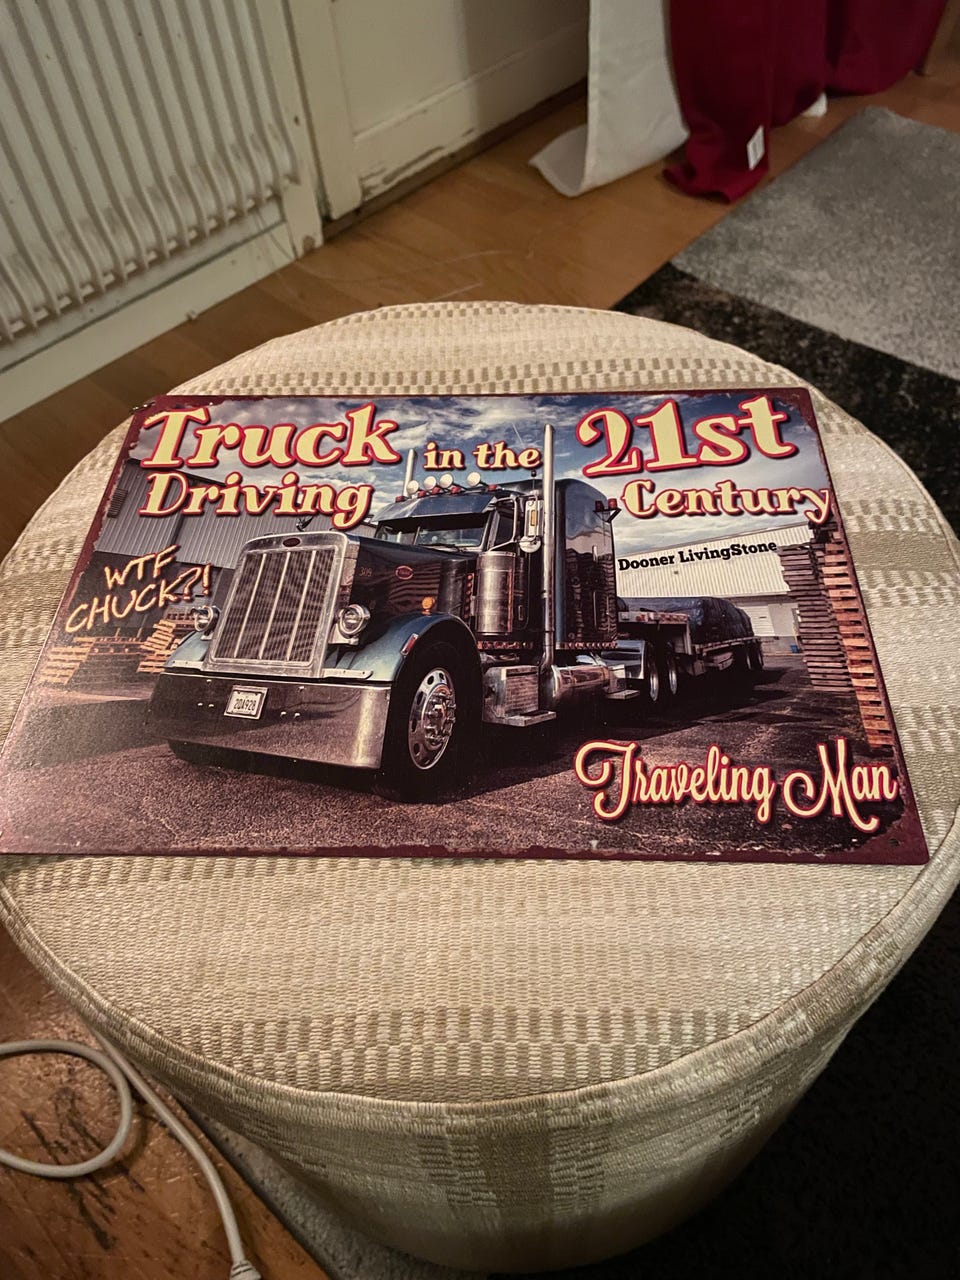 Truck in the 21st
Driving Century
WTF
CHUCK?!
Dooner LivingStone
Traveling Man